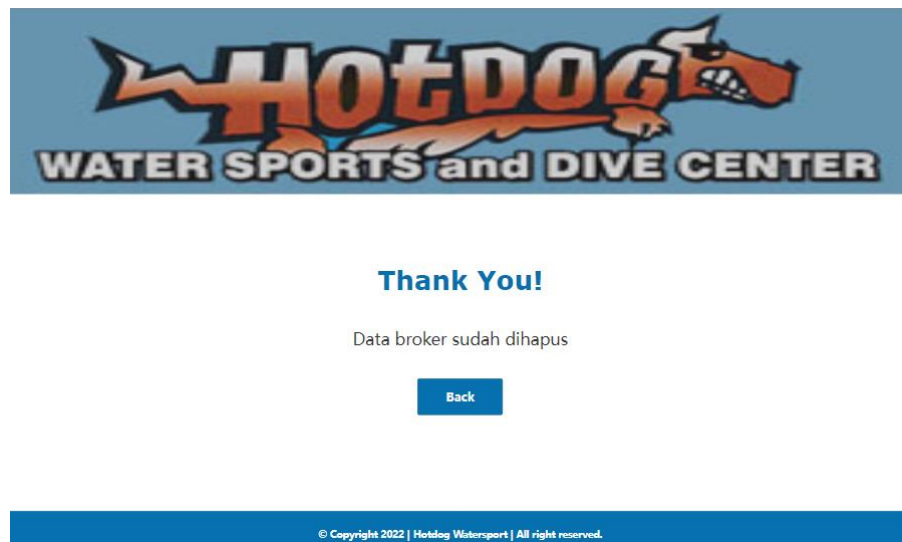 HOTDOG
WATER SPORTS and DIVE CENTER
Thank You!
Data broker sudah dihapus
Back
© Copyright 2022 | Hotdog Watersport | All right reserved.